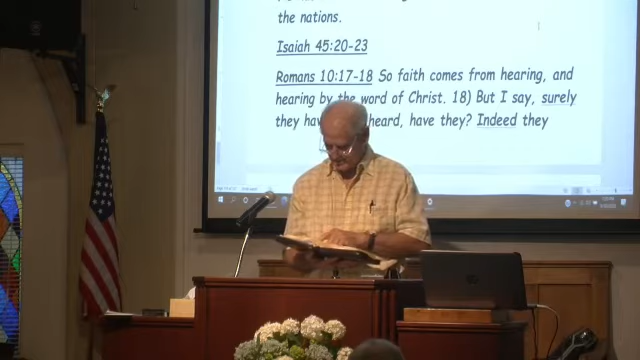 the nations.
Isaiah 45:20-23
Romans 10:17-18 So faith comes from hearing, and
hearing by the word of Christ. 18) But I say, surely
they have heard, have they? Indeed they